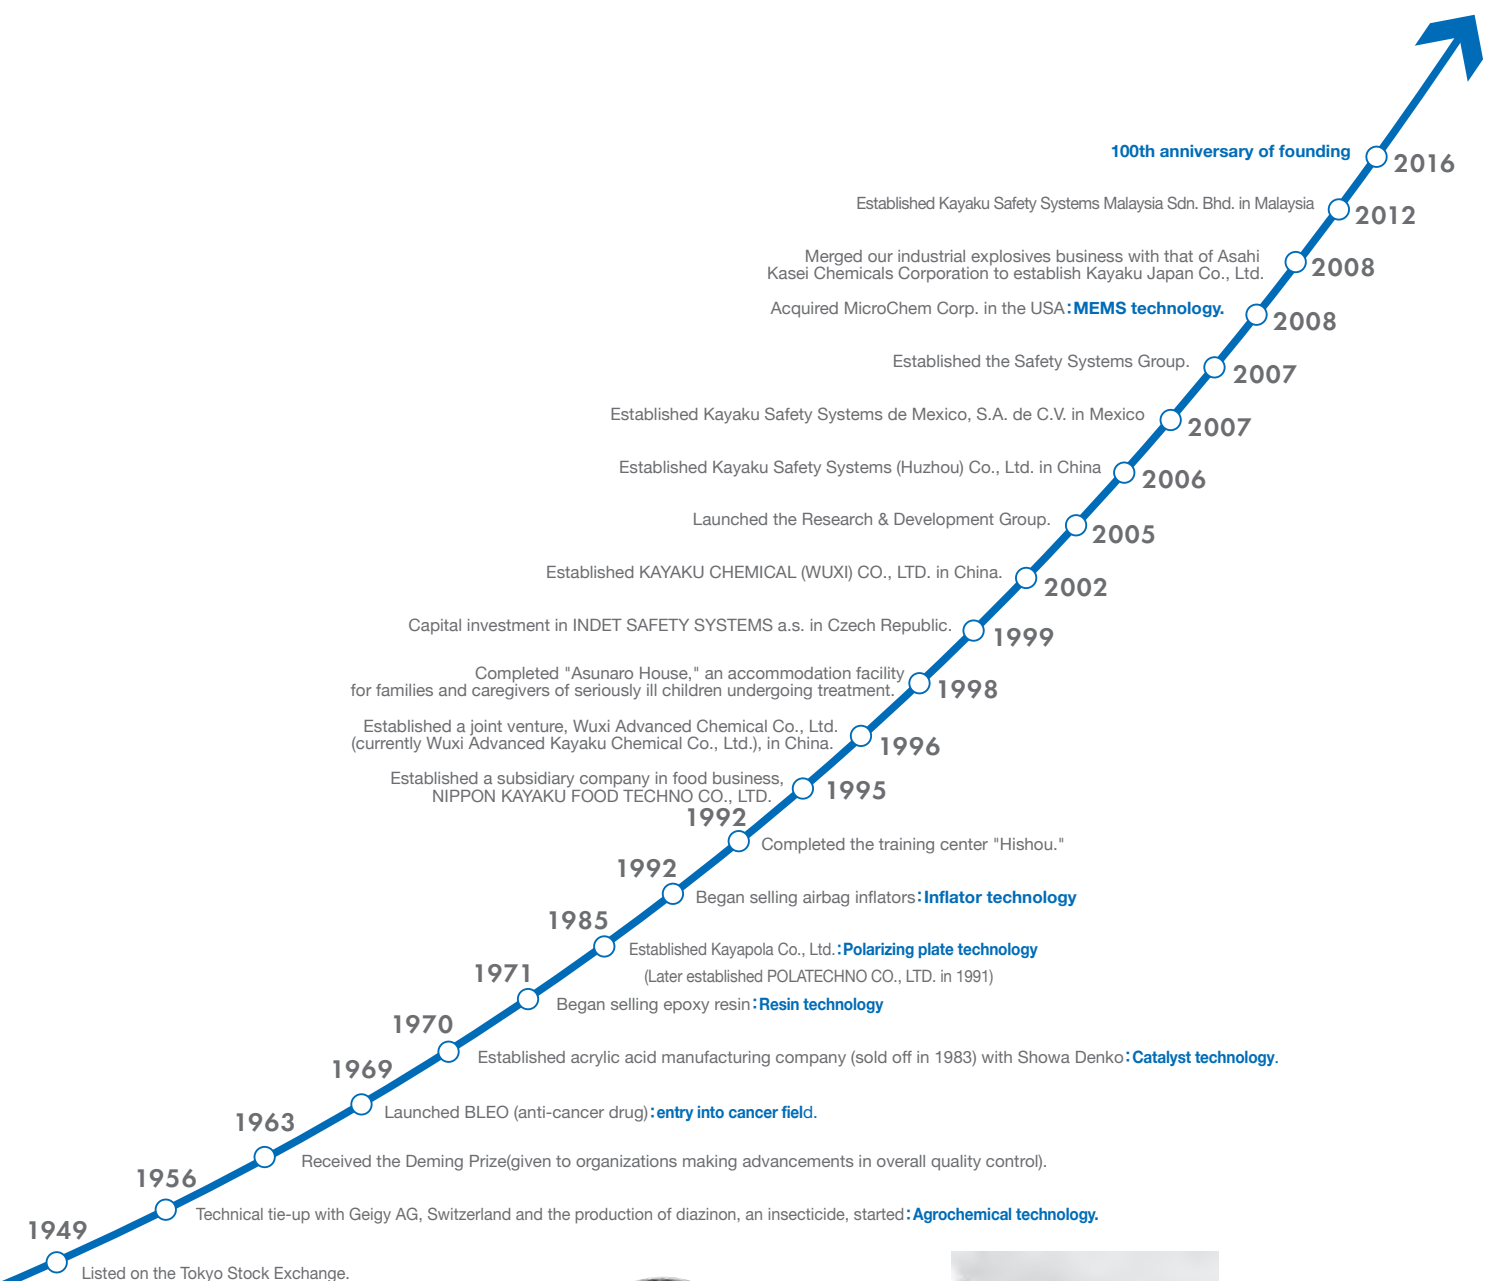 100th anniversary of founding
2016
Established Kayaku Safety Systems Malaysia Sdn. Bhd. in Malaysia
2012
Merged our industrial explosives business with that of Asahi
Kasei Chemicals Corporation to establish Kayaku Japan Co., Ltd.
2008
Acquired MicroChem Corp. in the USA:MEMS technology.
2008
Established the Safety Systems Group.
2007
Established Kayaku Safety Systems de Mexico, S.A. de C.V. in Mexico
2007
Established Kayaku Safety Systems (Huzhou) Co., Ltd. in China
2006
Launched the Research & Development Group.
2005
Established KAYAKU CHEMICAL (WUXI) CO., LTD. in China.
2002
Capital investment in INDET SAFETY SYSTEMS a.s. in Czech Republic.
1999
Completed "Asunaro House," an accommodation facility
for families and caregivers of seriously ill children undergoing treatment.
1998
Established a joint venture, Wuxi Advanced Chemical Co., Ltd.
(currently Wuxi Advanced Kayaku Chemical Co., Ltd.), in China.
1996
Established a subsidiary company in food business,
NIPPON KAYAKU FOOD TECHNO CO., LTD.
1995
1992
Completed the training center "Hishou."
1992
Began selling airbag inflators:Inflator technology
1985
Established Kayapola Co., Ltd.:Polarizing plate technology
(Later established POLATECHNO CO., LTD. in 1991)
1971
Began selling epoxy resin:Resin technology
1970
Established acrylic acid manufacturing company (sold off in 1983) with Showa Denko:Catalyst technology.
1969
Launched BLEO (anti-cancer drug):entry into cancer field.
1963
Received the Deming Prize(given to organizations making advancements in overall quality control).
1956
Technical tie-up with Geigy AG, Switzerland and the production of diazinon, an insecticide, started:Agrochemical technology.
1949
Listed on the Tokyo Stock Exchange.